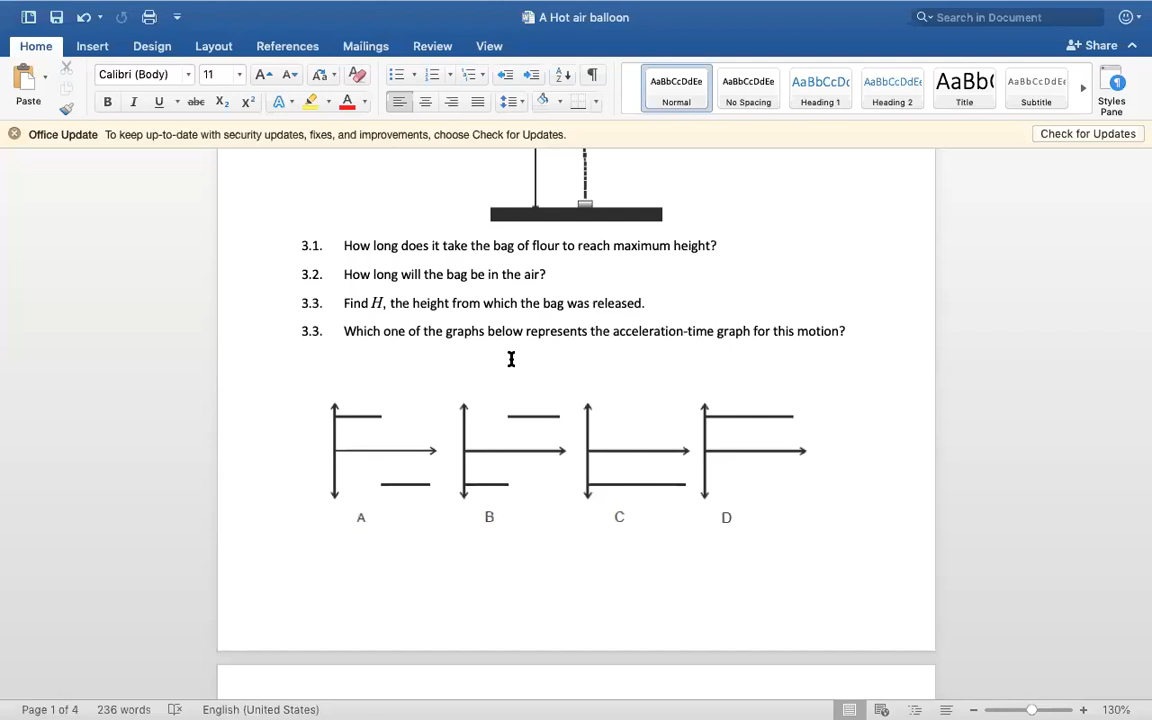 A Hot air balloon
Search in Document
Home Insert Design Layout References Mailings Review View
Share
Paste
Calibri (Body) 11
AaBbCcDdEe AaBbCcDdEe AaBbCcDc AaBbCcDdEe AaBb( AaBbCcDdEe
Normal No Spacing Heading 1 Heading 2 Title Subtitle
Styles Pane
B I U abc X₂ X² A A
Office Update To keep up-to-date with security updates, fixes, and improvements, choose Check for Updates.
Check for Updates
3.1. How long does it take the bag of flour to reach maximum height?
3.2. How long will the bag be in the air?
3.3. Find H, the height from which the bag was released.
3.3. Which one of the graphs below represents the acceleration-time graph for this motion?
A B C D
Page 1 of 4 236 words English (United States) 130%